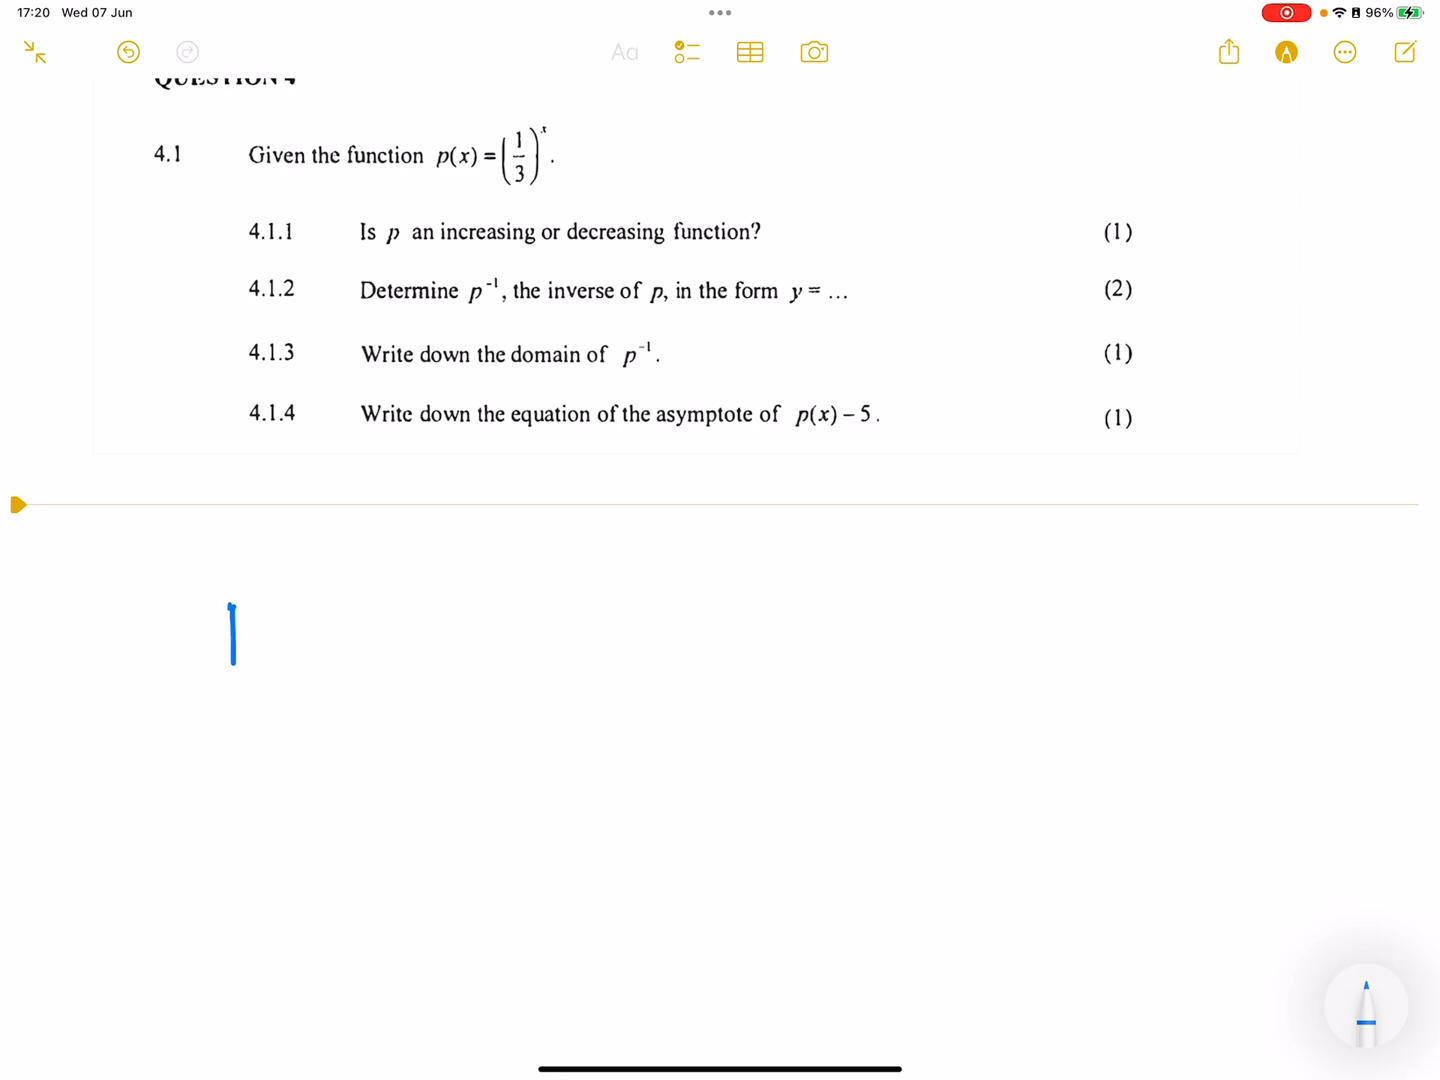 17:20 Wed 07 Jun 96%
Aa
QUESTION 4
4.1 Given the function p(x) = (1/3)^x.
4.1.1 Is p an increasing or decreasing function? (1)
4.1.2 Determine p⁻¹, the inverse of p, in the form y = ... (2)
4.1.3 Write down the domain of p⁻¹. (1)
4.1.4 Write down the equation of the asymptote of p(x) – 5. (1)